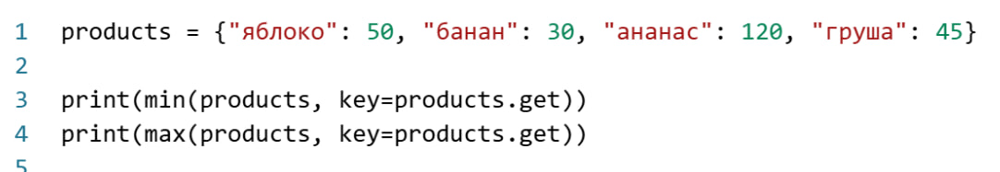 1 products = {"яблоко": 50, "банан": 30, "ананас": 120, "груша": 45}
2
3 print(min(products, key=products.get))
4 print(max(products, key=products.get))
5